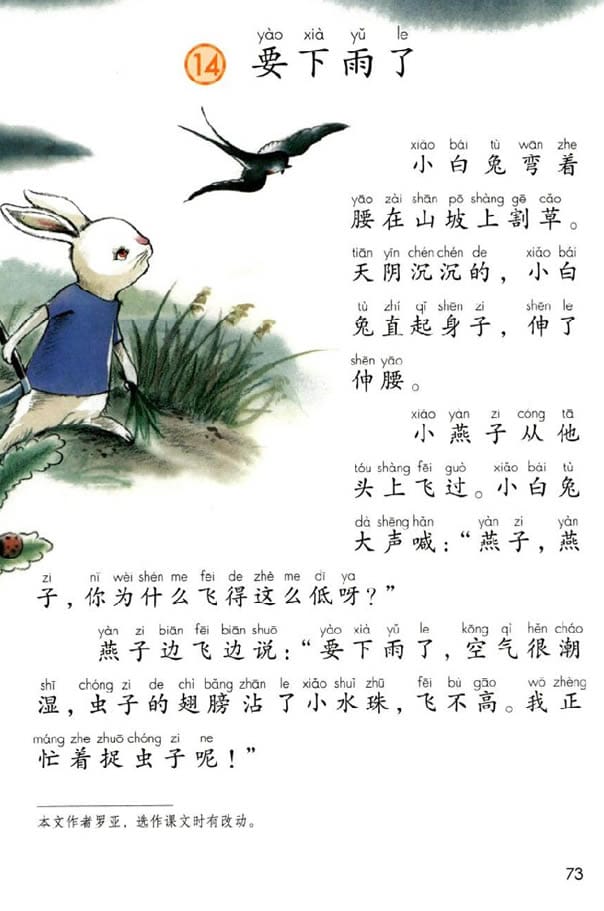 yào xià yǔ le
14 要下雨了
xiǎo bái tù wān zhe
小白兔弯着
yāo zài shān pō shàng gē cǎo
腰在山坡上割草。
tiān yīn chén chén de xiǎo bái
天阴沉沉的，小白
tù zhí qǐ shēn zi shēn le
兔直起身子，伸了
shēn yāo
伸腰。
xiǎo yàn zi cóng tā
小燕子从他
tóu shàng fēi guò xiǎo bái tù
头上飞过。小白兔
dà shēng hǎn yàn zi yàn
大声喊：“燕子，燕
zi nǐ wèi shén me fēi de zhè me dī ya
子，你为什么飞得这么低呀？”
yàn zi biān fēi biān shuō yào xià yǔ le kōng qì hěn cháo
燕子边飞边说：“要下雨了，空气很潮
shī chóng zi de chì bǎng zhān le xiǎo shuǐ zhū fēi bù gāo wǒ zhèng
湿，虫子的翅膀沾了小水珠，飞不高。我正
máng zhe zhuō chóng zi ne
忙着捉虫子呢！”
本文作者罗亚，选作课文时有改动。
73